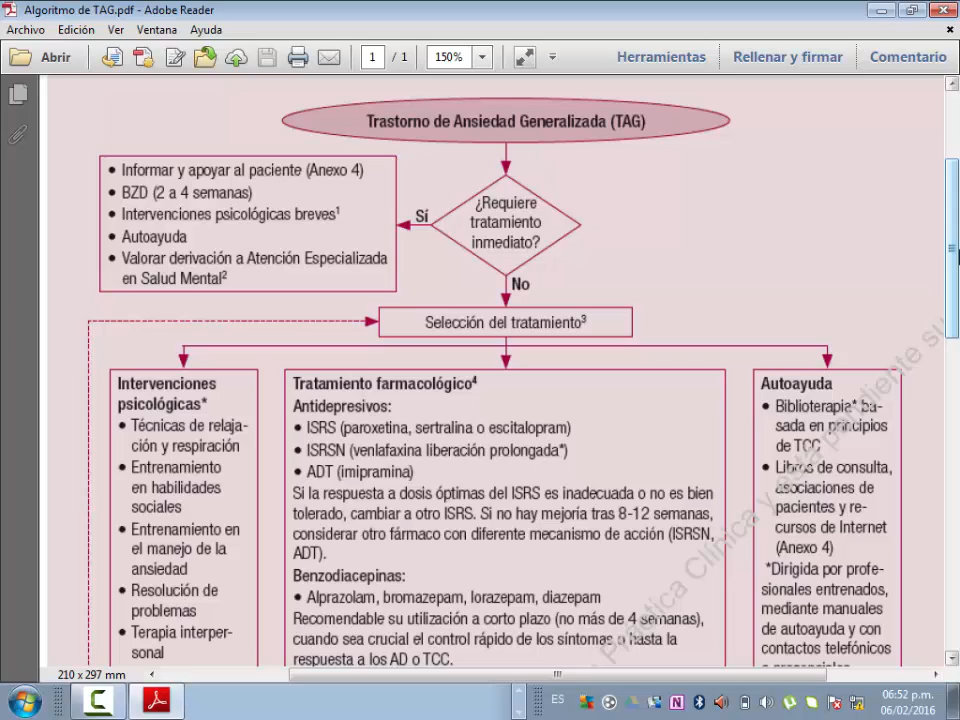 Algoritmo de TAG.pdf - Adobe Reader
Archivo Edición Ver Ventana Ayuda
Abrir 1 / 1 150% Herramientas Rellenar y firmar Comentario
Trastorno de Ansiedad Generalizada (TAG)
• Informar y apoyar al paciente (Anexo 4)
• BZD (2 a 4 semanas)
• Intervenciones psicológicas breves¹
• Autoayuda
• Valorar derivación a Atención Especializada
en Salud Mental²
Sí
¿Requiere
tratamiento
inmediato?
No
Selección del tratamiento³
Intervenciones
psicológicas*
• Técnicas de relaja-
ción y respiración
• Entrenamiento
en habilidades
sociales
• Entrenamiento en
el manejo de la
ansiedad
• Resolución de
problemas
• Terapia interper-
sonal
Tratamiento farmacológico⁴
Antidepresivos:
• ISRS (paroxetina, sertralina o escitalopram)
• ISRSN (venlafaxina liberación prolongada*)
• ADT (imipramina)
Si la respuesta a dosis óptimas del ISRS es inadecuada o no es bien
tolerado, cambiar a otro ISRS. Si no hay mejoría tras 8-12 semanas,
considerar otro fármaco con diferente mecanismo de acción (ISRSN,
ADT).
Benzodiacepinas:
• Alprazolam, bromazepam, lorazepam, diazepam
Recomendable su utilización a corto plazo (no más de 4 semanas),
cuando sea crucial el control rápido de los síntomas o hasta la
respuesta a los AD o TCC.
Autoayuda
• Biblioterapia* ba-
sada en principios
de TCC
• Libros de consulta,
asociaciones de
pacientes y re-
cursos de Internet
(Anexo 4)
*Dirigida por profe-
sionales entrenados,
mediante manuales
de autoayuda y con
contactos telefónicos
o presenciales
Práctica Clínica y está pendiente su
210 x 297 mm
ES
06:52 p.m.
06/02/2016